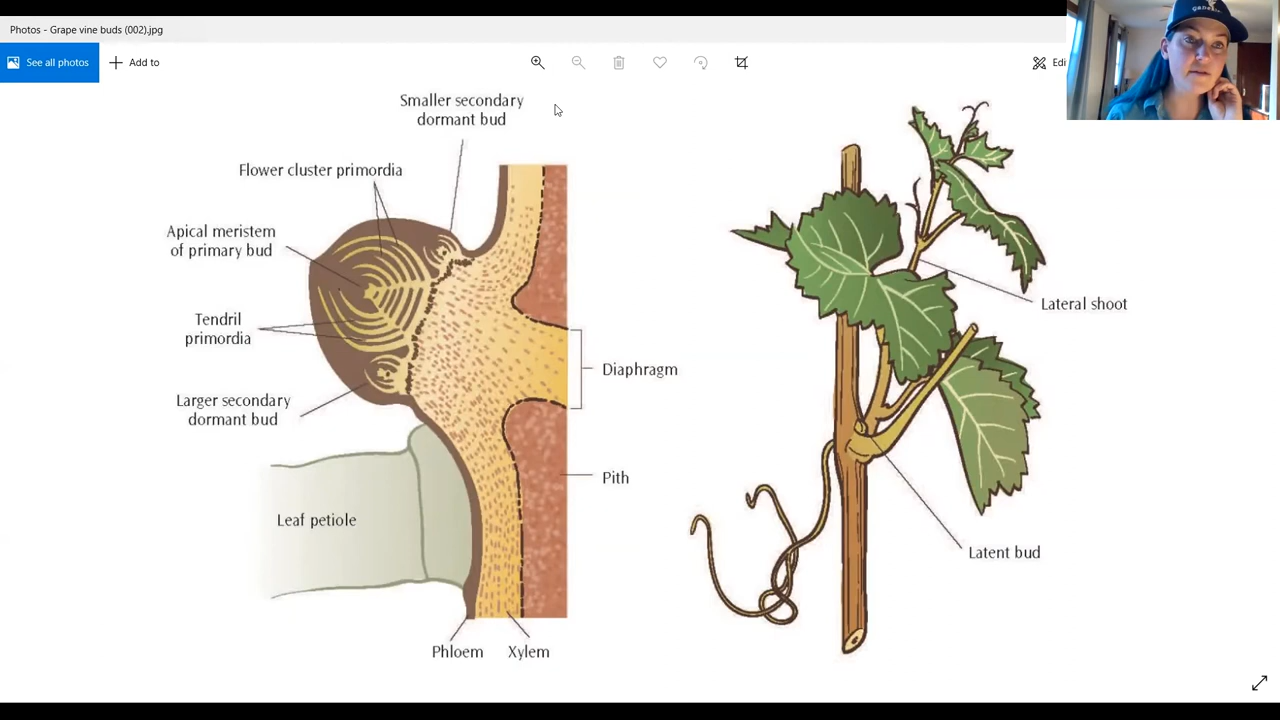 Photos - Grape vine buds (002).jpg
See all photos
Add to
Smaller secondary
dormant bud
Flower cluster primordia
Apical meristem
of primary bud
Tendril
primordia
Larger secondary
dormant bud
Leaf petiole
Phloem
Xylem
Diaphragm
Pith
Lateral shoot
Latent bud